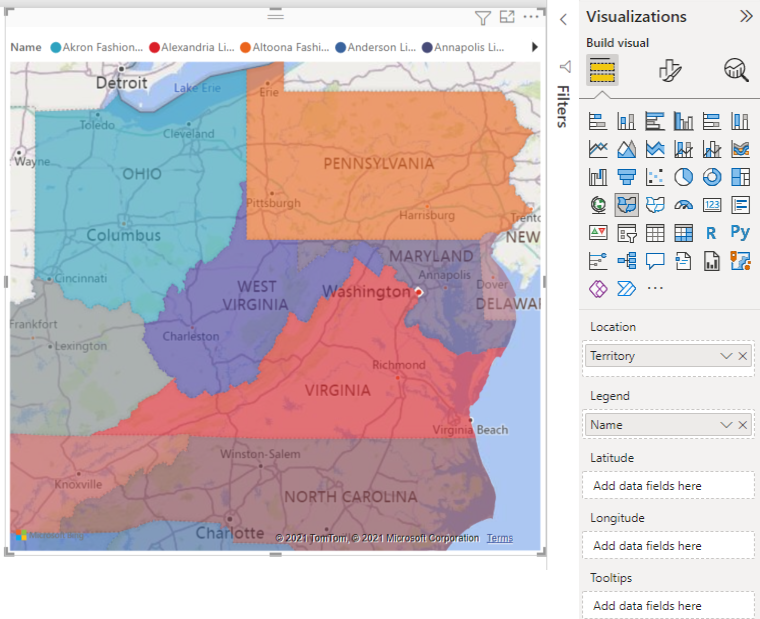 Name Akron Fashion... Alexandria Li... Altoona Fashi... Anderson Li... Annapolis Li...
Detroit
Lake Erie
Erie
Toledo
Cleveland
Wayne
OHIO
PENNSYLVANIA
Pittsburgh
Harrisburg
Trento
Columbus
NEW
MARYLAND
Annapolis
Cincinnati
WEST
VIRGINIA
Washington
Dover
DELAWAR
Frankfort
Charleston
Lexington
Richmond
VIRGINIA
Virginia Beach
Winston-Salem
Knoxville
NORTH CAROLINA
Charlotte
Microsoft Bing
© 2021 TomTom, © 2021 Microsoft Corporation Terms
Filters
Visualizations
Build visual
123
R
Py
Location
Territory
Legend
Name
Latitude
Add data fields here
Longitude
Add data fields here
Tooltips
Add data fields here